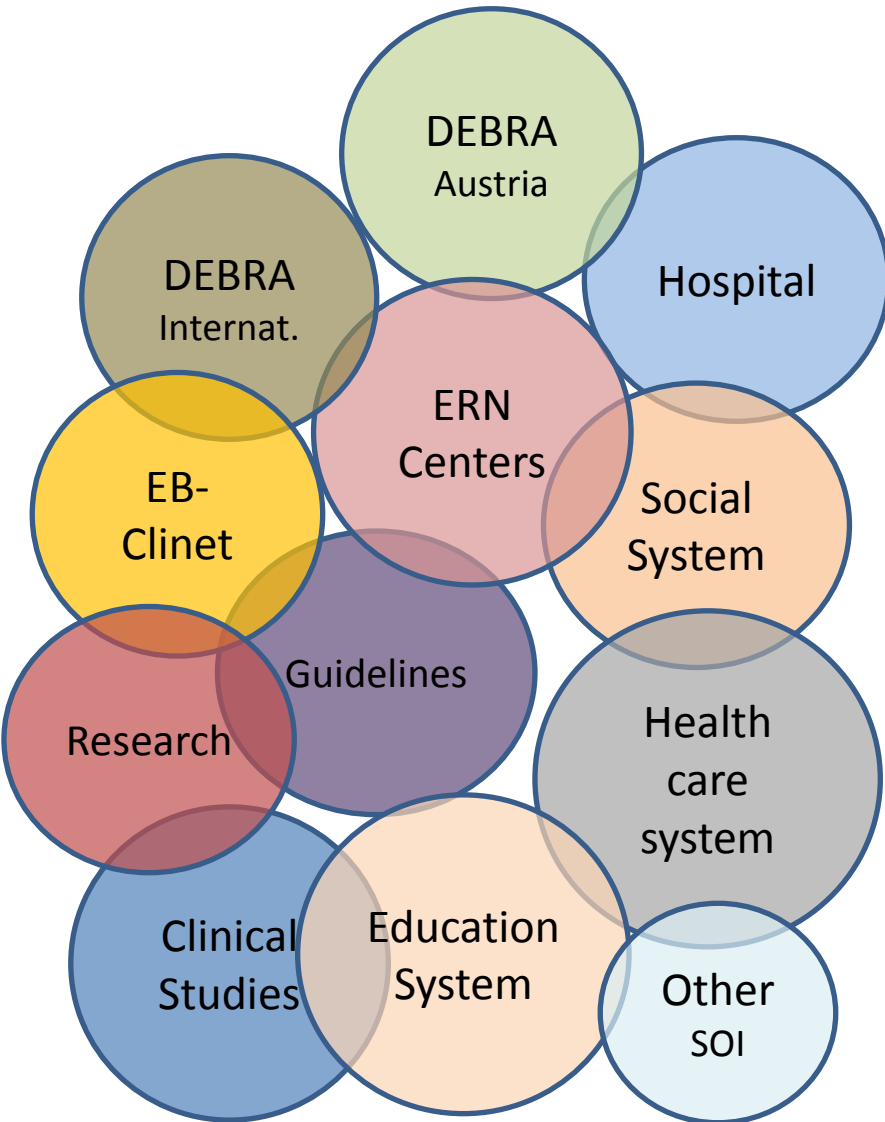 DEBRA
Austria
DEBRA
Internat.
Hospital
ERN
Centers
EB-
Clinet
Social
System
Guidelines
Research
Health
care
system
Clinical
Studies
Education
System
Other
SOI